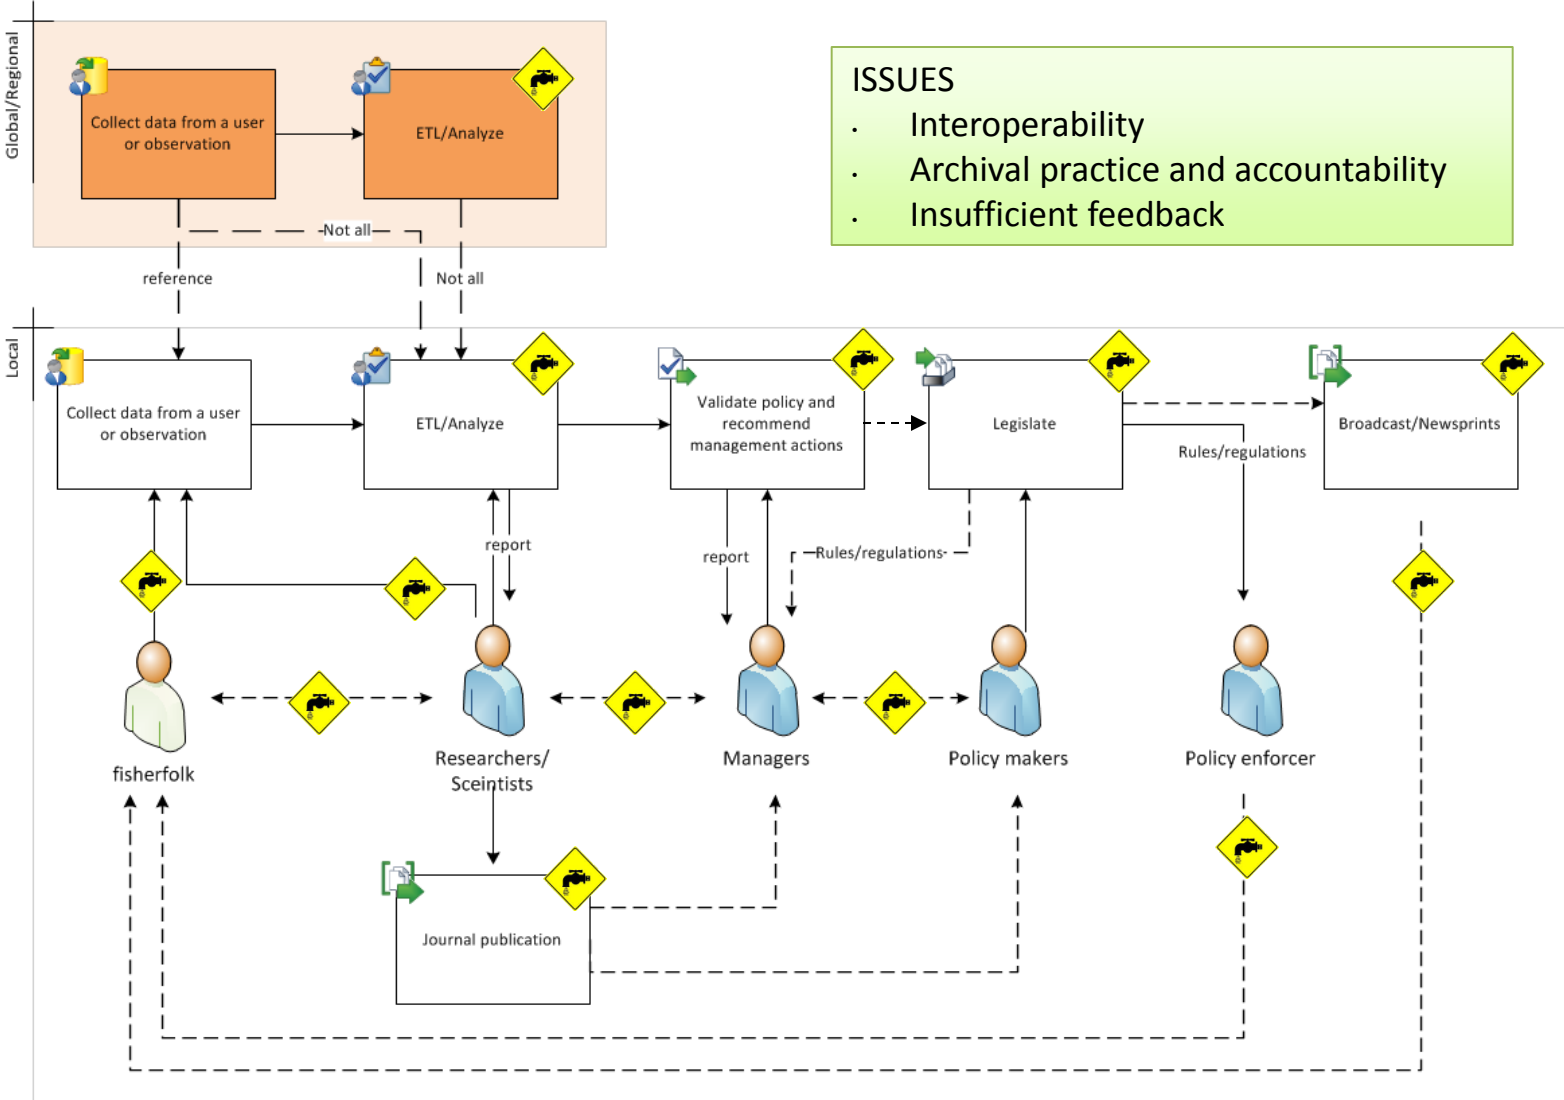 Global/Regional
Collect data from a user
or observation
ETL/Analyze
ISSUES
· Interoperability
· Archival practice and accountability
· Insufficient feedback
Not all
reference
Not all
Local
Collect data from a user
or observation
ETL/Analyze
Validate policy and
recommend
management actions
Legislate
Broadcast/Newsprints
Rules/regulations
report
report
Rules/regulations
fisherfolk
Researchers/
Sceintists
Managers
Policy makers
Policy enforcer
Journal publication